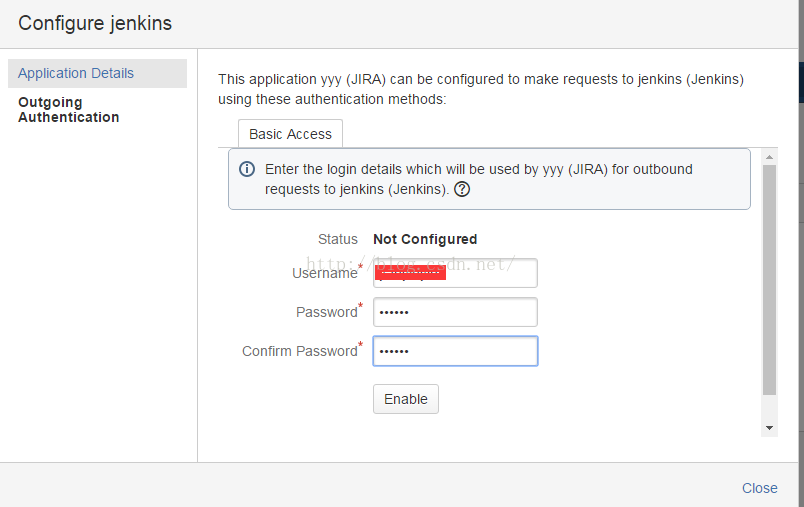 Configure jenkins
Application Details
Outgoing
Authentication
This application yyy (JIRA) can be configured to make requests to jenkins (Jenkins)
using these authentication methods:
Basic Access
Enter the login details which will be used by yyy (JIRA) for outbound
requests to jenkins (Jenkins). ?
Status Not Configured
http://blog.csdn.net/
Username*
Password* ••••••
Confirm Password* ••••••
Enable
Close